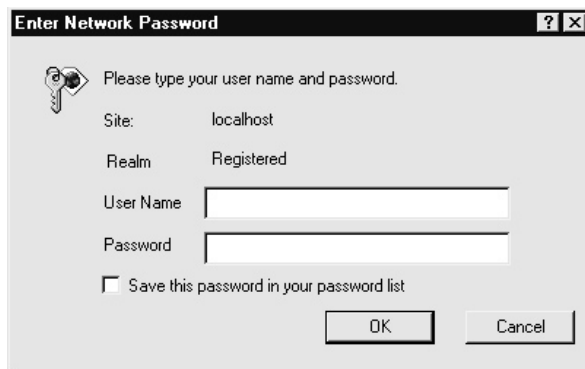 Enter Network Password
Please type your user name and password.
Site: localhost
Realm Registered
User Name
Password
Save this password in your password list
OK Cancel